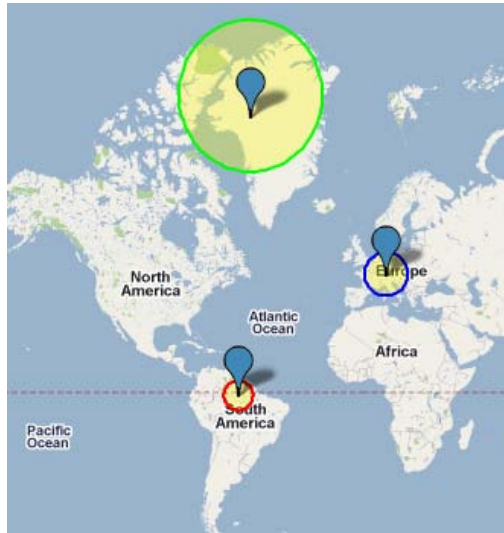 North
America
Europe
Atlantic
Ocean
Africa
South
America
Pacific
Ocean